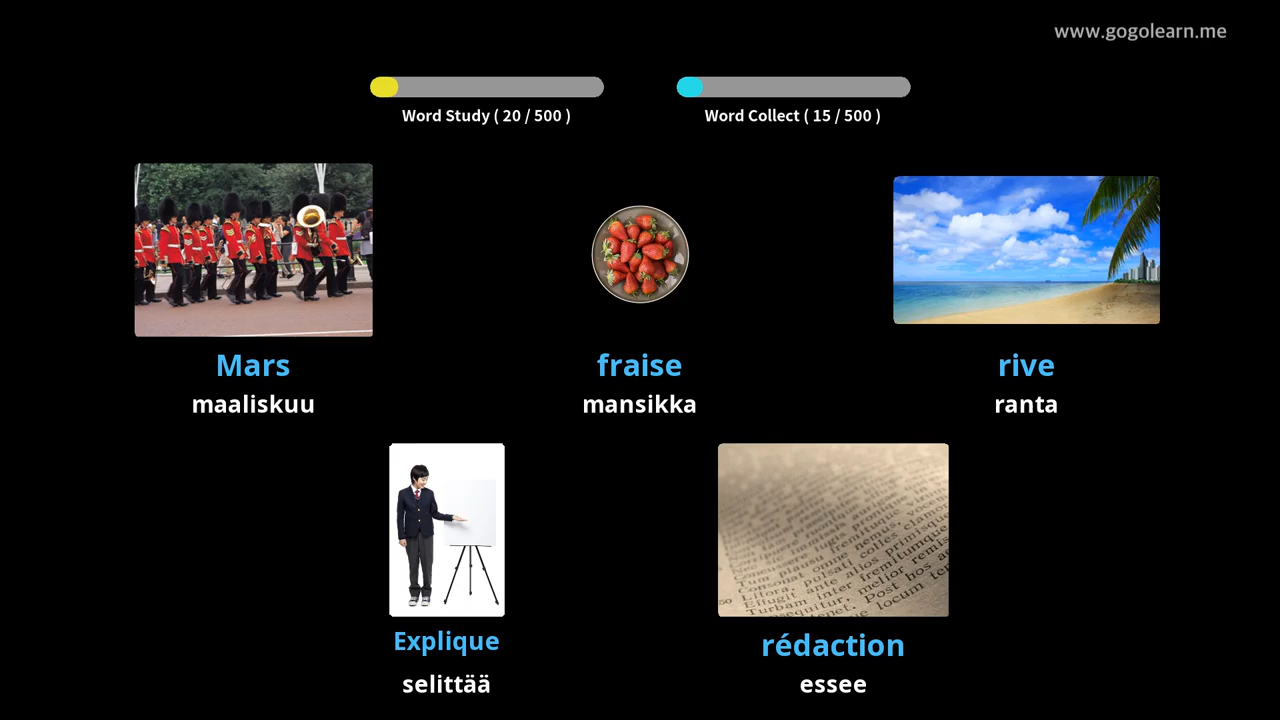 www.gogolearn.me
Word Study ( 20 / 500 )
Word Collect ( 15 / 500 )
Mars
maaliskuu
fraise
mansikka
rive
ranta
Explique
selittää
rédaction
essee